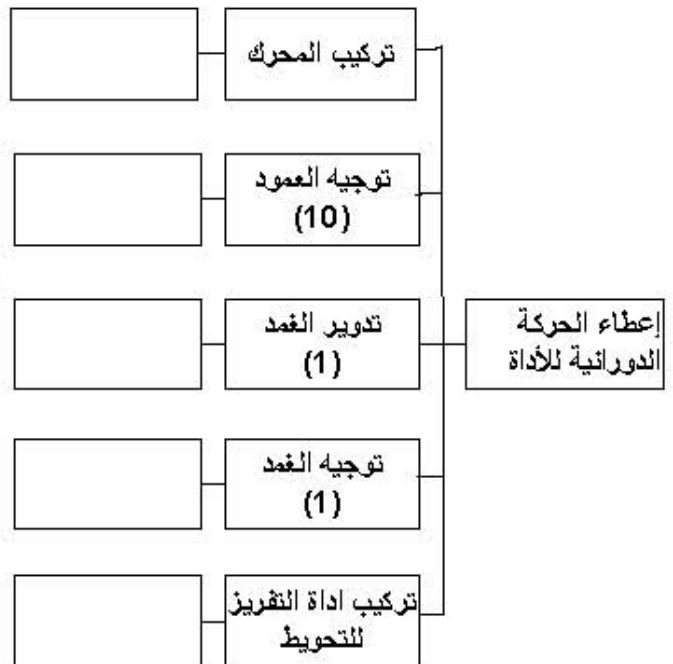 تركيب المحرك
توجيه العمود
(10)
تدوير الغمد
(1)
إعطاء الحركة
الدورانية للأداة
توجيه الغمد
(1)
تركيب اداة التفريز
للتحويط